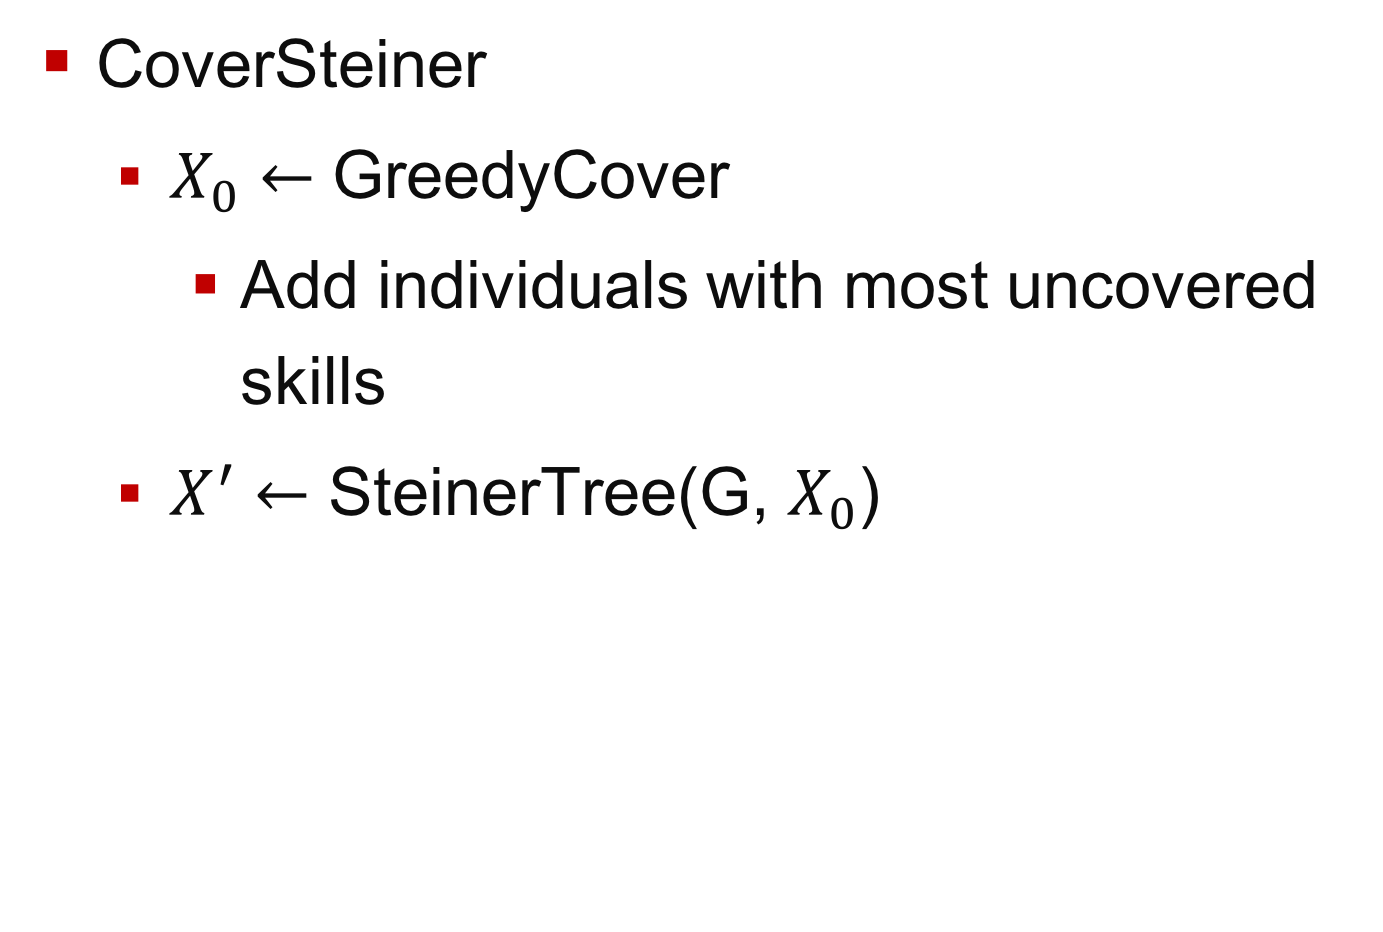 ▪ CoverSteiner
▪ 𝑋₀ ← GreedyCover
▪ Add individuals with most uncovered
skills
▪ 𝑋′ ← SteinerTree(G, 𝑋₀)